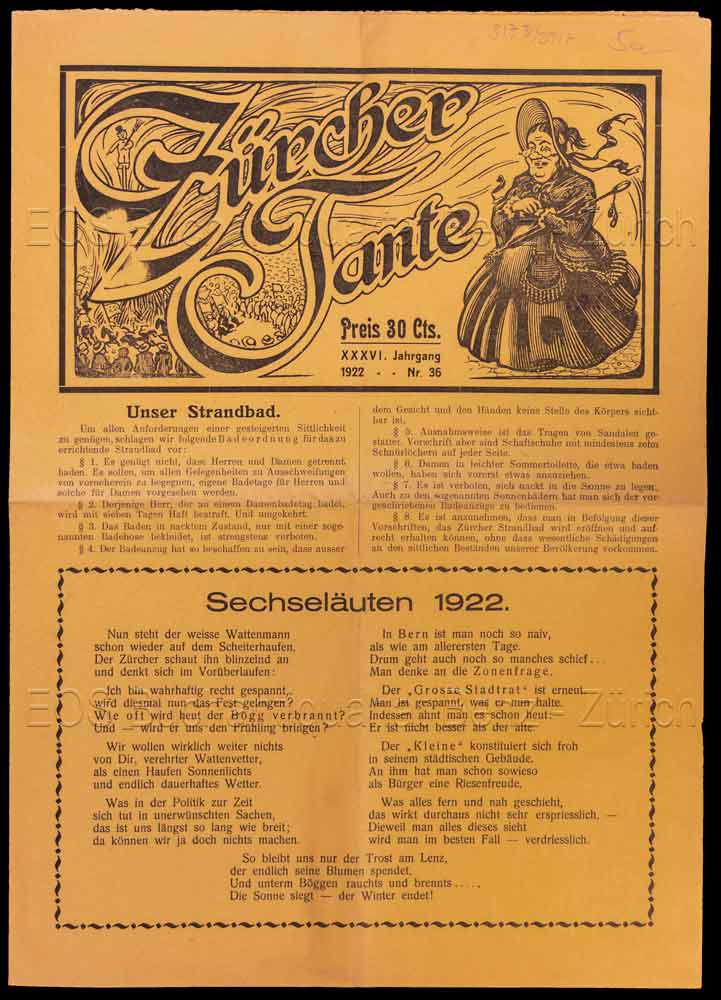 Zürcher
Tante
Preis 30 Cts.
XXXVI. Jahrgang
1922 - - Nr. 36
Unser Strandbad.
Um allen Anforderungen einer gesteigerten Sittlichkeit
zu genügen, schlagen wir folgende Badeordnung für das zu
errichtende Strandbad vor:
§ 1. Es genügt nicht, dass Herren und Damen getrennt
baden. Es sollen, um allen Gelegenheiten zu Ausschweifungen
von vorneherein zu begegnen, eigene Badetage für Herren und
solche für Damen vorgesehen werden.
§ 2. Derjenige Herr, der an einem Damenbadetag badet,
wird mit sieben Tagen Haft bestraft. Und umgekehrt.
§ 3. Das Baden in nacktem Zustand, nur mit einer soge-
nannten Badehose bekleidet, ist strengstens verboten.
§ 4. Der Badeanzug hat so beschaffen zu sein, dass ausser
dem Gesicht und den Händen keine Stelle des Körpers sicht-
bar ist.
§ 5. Ausnahmsweise ist das Tragen von Sandalen ge-
stattet. Vorschrift aber sind Schaftschuhe mit mindestens zehn
Schnürlöchern auf jeder Seite.
§ 6. Damen in leichter Sommertoilette, die etwa baden
wollen, haben sich vorerst etwas anzuziehen.
§ 7. Es ist verboten, sich nackt in die Sonne zu legen.
Auch zu den sogenannten Sonnenbädern hat man sich der vor-
geschriebenen Badeanzüge zu bedienen.
§ 8. Es ist anzunehmen, dass man in Befolgung dieser
Vorschriften, das Zürcher Strandbad wird eröffnen und auf-
recht erhalten können, ohne dass wesentliche Schädigungen
an den sittlichen Beständen unserer Bevölkerung vorkommen.
Sechseläuten 1922.
Nun steht der weisse Wattenmann
schon wieder auf dem Scheiterhaufen,
Der Zürcher schaut ihn blinzelnd an
und denkt sich im Vorüberlaufen:
Ich bin wahrhaftig recht gespannt,
wird diesmal nun das Fest gelingen?
Wie oft wird heut der Bögg verbrannt?
Und — wird er uns den Frühling bringen?
Wir wollen wirklich weiter nichts
von Dir, verehrter Wattenvetter,
als einen Haufen Sonnenlichts
und endlich dauerhaftes Wetter.
Was in der Politik zur Zeit
sich tut in unerwünschten Sachen,
das ist uns längst so lang wie breit;
da können wir ja doch nichts machen.
In Bern ist man noch so naiv,
als wie am allerersten Tage.
Drum geht auch noch so manches schief...
Man denke an die Zonenfrage.
Der „Grosse Stadtrat" ist erneut.
Man ist gespannt, was er nun halte.
Indessen ahnt man es schon heut:
Er ist nicht besser als der alte.
Der „Kleine" konstituiert sich froh
in seinem städtischen Gebäude.
An ihm hat man schon sowieso
als Bürger eine Riesenfreude.
Was alles fern und nah geschieht,
das wirkt durchaus nicht sehr erspriesslich. —
Dieweil man alles dieses sieht
wird man im besten Fall — verdriesslich.
So bleibt uns nur der Trost am Lenz,
der endlich seine Blumen spendet.
Und unterm Böggen rauchts und brennts.....
Die Sonne siegt — der Winter endet!